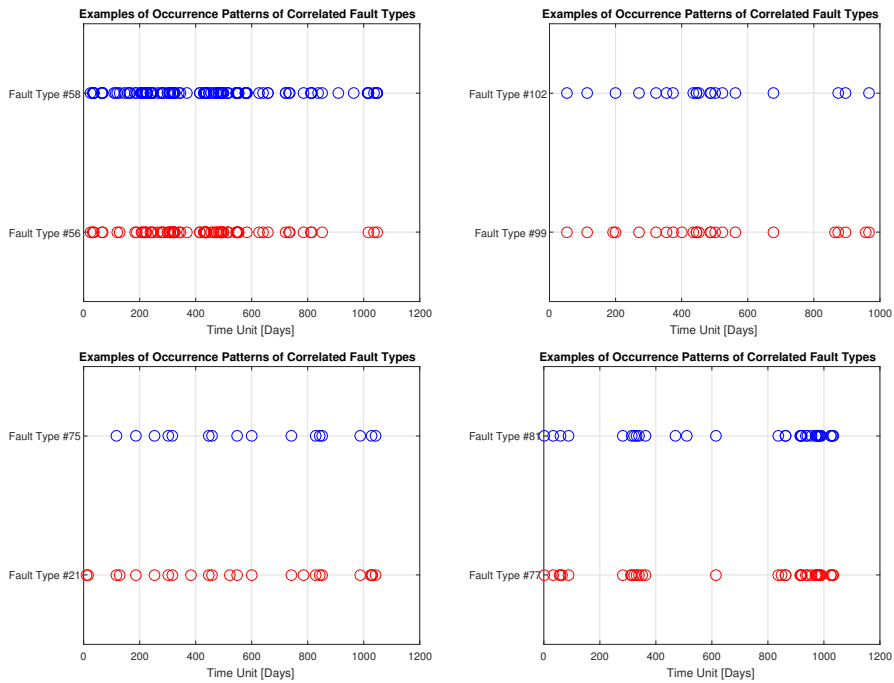 Examples of Occurrence Patterns of Correlated Fault Types
Fault Type #58
Fault Type #56
0 200 400 600 800 1000 1200
Time Unit [Days]
Examples of Occurrence Patterns of Correlated Fault Types
Fault Type #102
Fault Type #99
0 200 400 600 800 1000
Time Unit [Days]
Examples of Occurrence Patterns of Correlated Fault Types
Fault Type #75
Fault Type #21
0 200 400 600 800 1000 1200
Time Unit [Days]
Examples of Occurrence Patterns of Correlated Fault Types
Fault Type #81
Fault Type #77
0 200 400 600 800 1000 1200
Time Unit [Days]